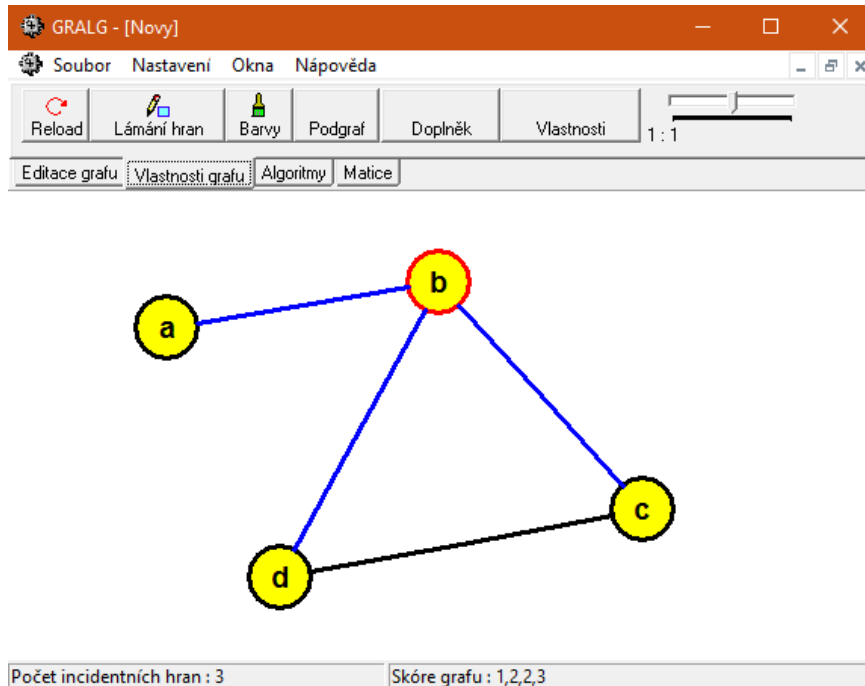 GRALG - [Novy]
Soubor Nastavení Okna Nápověda
Reload Lámání hran Barvy Podgraf Doplněk Vlastnosti 1 : 1
Editace grafu Vlastnosti grafu Algoritmy Matice
b
a
c
d
Počet incidentních hran : 3 Skóre grafu : 1,2,2,3